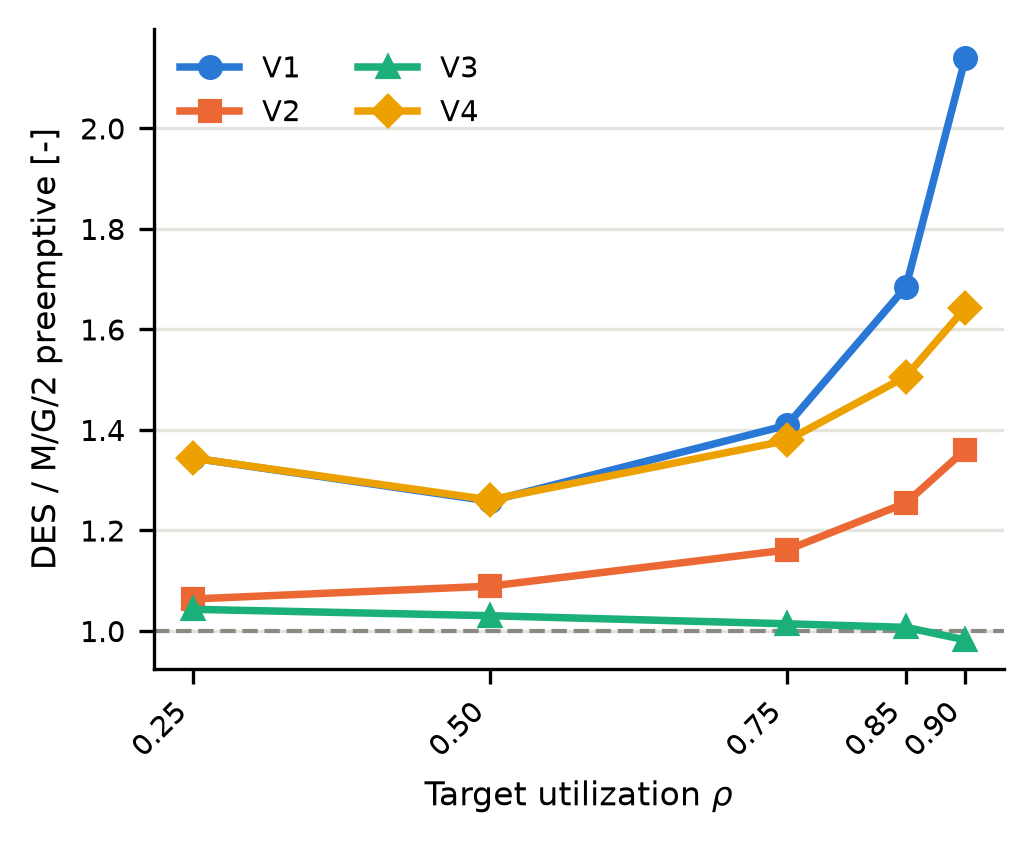 V1
V2
V3
V4
DES / M/G/2 preemptive [-]
2.0
1.8
1.6
1.4
1.2
1.0
0.25
0.50
0.75
0.85
0.90
Target utilization ρ